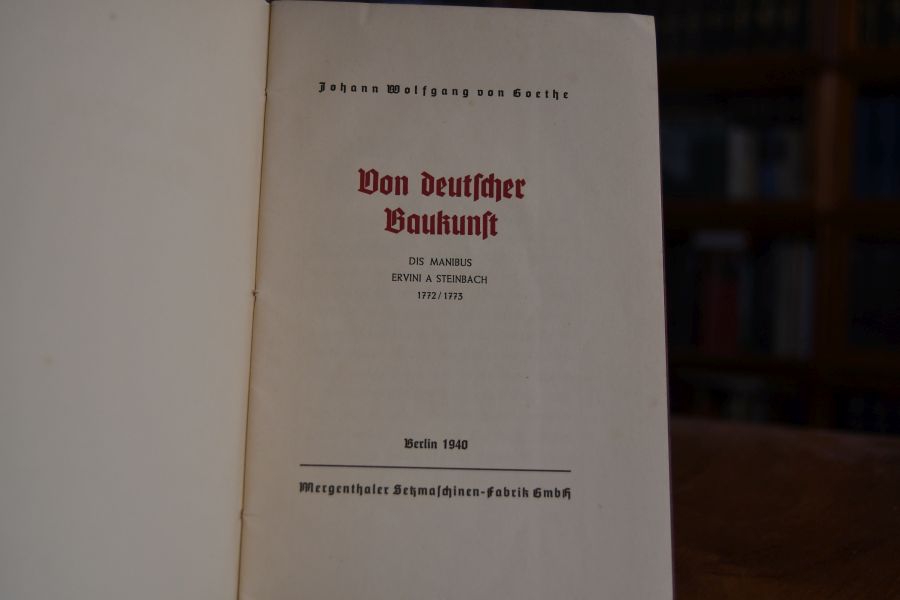 Johann Wolfgang von Goethe
Von deutscher
Baukunst
DIS MANIBUS
ERVINI A STEINBACH
1772/1773
Berlin 1940
Mergenthaler Setzmaschinen-Fabrik GmbH